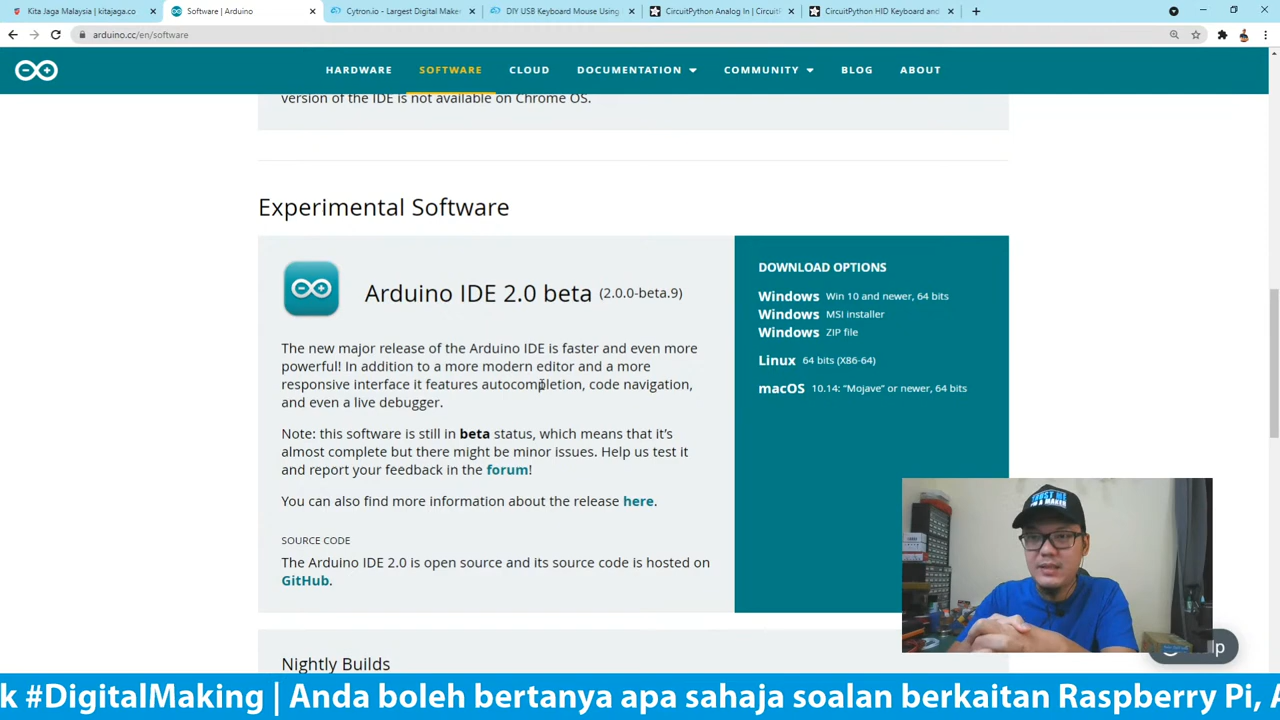 Kita Jaga Malaysia | kitajaga.co
Software | Arduino
Cytron.io - Largest Digital Maker
DIY USB Keyboard Mouse Using
CircuitPython Analog In | Circuit
CircuitPython HID Keyboard and
arduino.cc/en/software
HARDWARE SOFTWARE CLOUD DOCUMENTATION COMMUNITY BLOG ABOUT
version of the IDE is not available on Chrome OS.
Experimental Software
Arduino IDE 2.0 beta (2.0.0-beta.9)
The new major release of the Arduino IDE is faster and even more
powerful! In addition to a more modern editor and a more
responsive interface it features autocompletion, code navigation,
and even a live debugger.
Note: this software is still in beta status, which means that it's
almost complete but there might be minor issues. Help us test it
and report your feedback in the forum!
You can also find more information about the release here.
SOURCE CODE
The Arduino IDE 2.0 is open source and its source code is hosted on
GitHub.
DOWNLOAD OPTIONS
Windows Win 10 and newer, 64 bits
Windows MSI installer
Windows ZIP file
Linux 64 bits (X86-64)
macOS 10.14: "Mojave" or newer, 64 bits
Nightly Builds
TRUST ME
I'M A MAKER
lp
k #DigitalMaking | Anda boleh bertanya apa sahaja soalan berkaitan Raspberry Pi, A